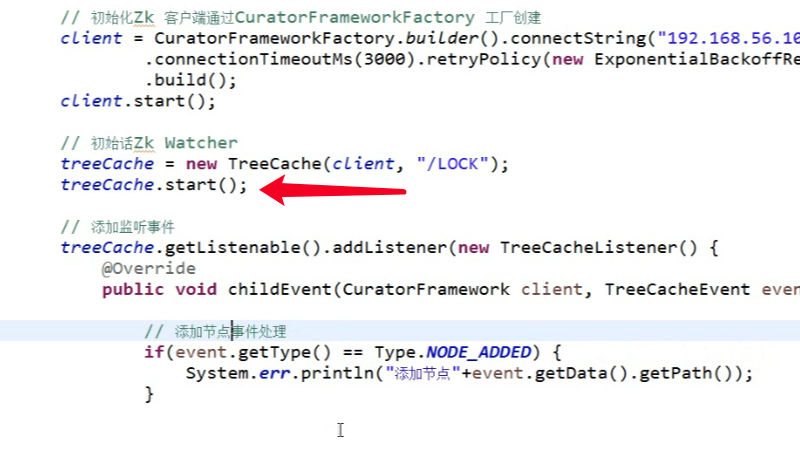 // 初始化Zk 客户端通过CuratorFrameworkFactory 工厂创建
client = CuratorFrameworkFactory.builder().connectString("192.168.56.10
.connectionTimeoutMs(3000).retryPolicy(new ExponentialBackoffRe
.build();
client.start();
// 初始话Zk Watcher
treeCache = new TreeCache(client, "/LOCK");
treeCache.start();
// 添加监听事件
treeCache.getListenable().addListener(new TreeCacheListener() {
@Override
public void childEvent(CuratorFramework client, TreeCacheEvent even
// 添加节点事件处理
if(event.getType() == Type.NODE_ADDED) {
System.err.println("添加节点"+event.getData().getPath());
}